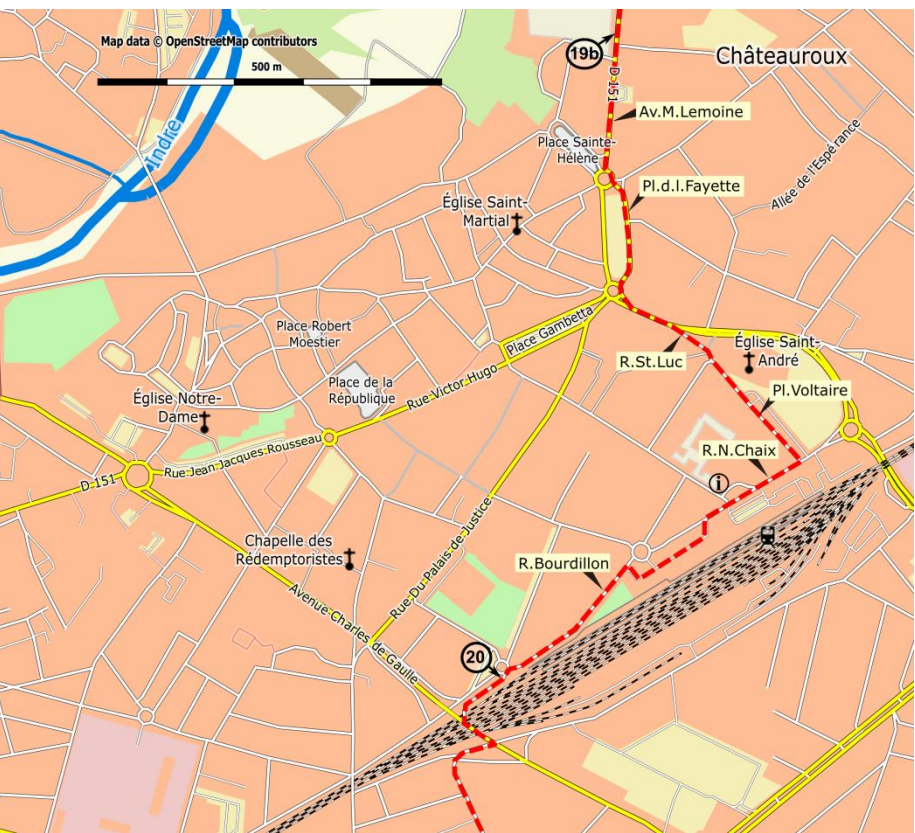 Map data © OpenStreetMap contributors
500 m
19b
Châteauroux
D 151
Av.M.Lemoine
Place Sainte-
Hélène
Indre
Allée de l'Espérance
Pl.d.l.Fayette
Église Saint-
Martial
Place Robert
Moestier
Place Gambetta
Église Saint-
André
R.St.Luc
Place de la
République
Rue Victor Hugo
Pl.Voltaire
Église Notre-
Dame
Rue Jean Jacques Rousseau
R.N.Chaix
D 151
i
Rue Du Palais de Justice
Chapelle des
Rédemptoristes
R.Bourdillon
Avenue Charles de Gaulle
20